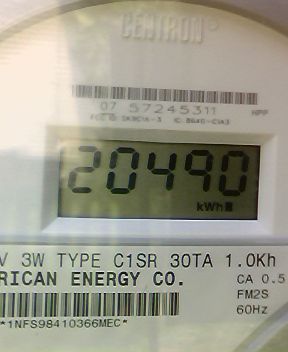 CENTRON®
07 57245311 HPP
20490
kWh
V 3W TYPE C1SR 30TA 1.0Kh
RICAN ENERGY CO. CA 0.5
FM2S
*1NFS98410366MEC* 60Hz